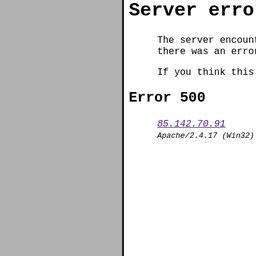 Server erro
The server encount
there was an error
If you think this
Error 500
85.142.70.91
Apache/2.4.17 (Win32)